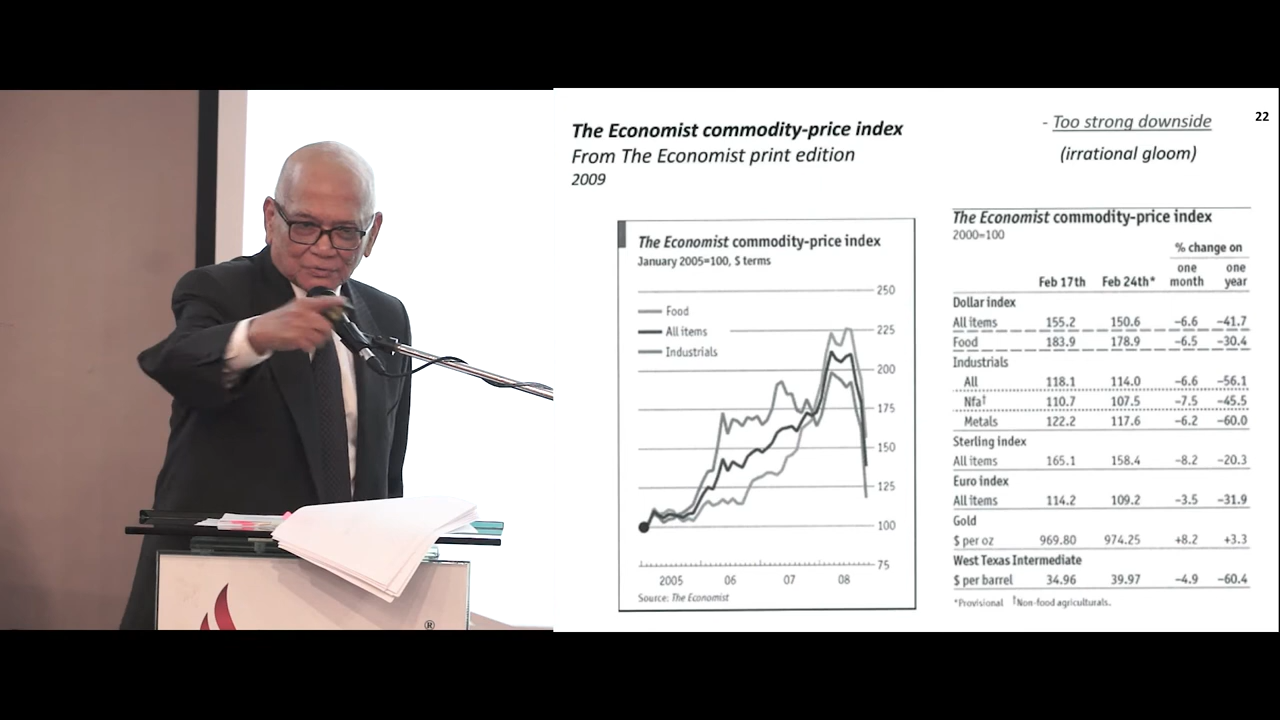 The Economist commodity-price index
From The Economist print edition
2009
- Too strong downside
(irrational gloom)
22
The Economist commodity-price index
January 2005=100, $ terms
250
Food
225
All items
Industrials
200
175
150
125
100
75
2005 06 07 08
Source: The Economist
The Economist commodity-price index
2000=100
% change on
one one
Feb 17th Feb 24th* month year
Dollar index
All items 155.2 150.6 –6.6 –41.7
Food 183.9 178.9 –6.5 –30.4
Industrials
All 118.1 114.0 –6.6 –56.1
Nfa† 110.7 107.5 –7.5 –45.5
Metals 122.2 117.6 –6.2 –60.0
Sterling index
All items 165.1 158.4 –8.2 –20.3
Euro index
All items 114.2 109.2 –3.5 –31.9
Gold
$ per oz 969.80 974.25 +8.2 +3.3
West Texas Intermediate
$ per barrel 34.96 39.97 –4.9 –60.4
*Provisional †Non-food agriculturals.
®